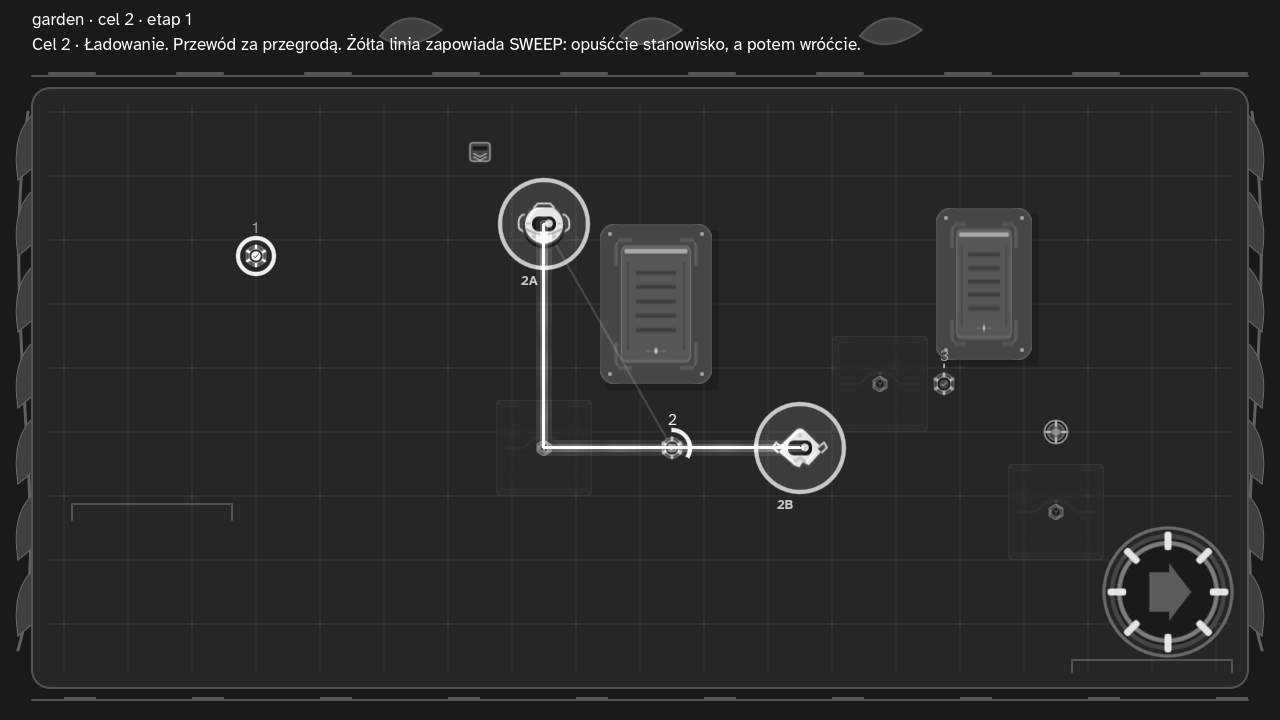 garden · cel 2 · etap 1
Cel 2 · Ładowanie. Przewód za przegrodą. Żółta linia zapowiada SWEEP: opuśćcie stanowisko, a potem wróćcie.
1
2A
3
2
2B